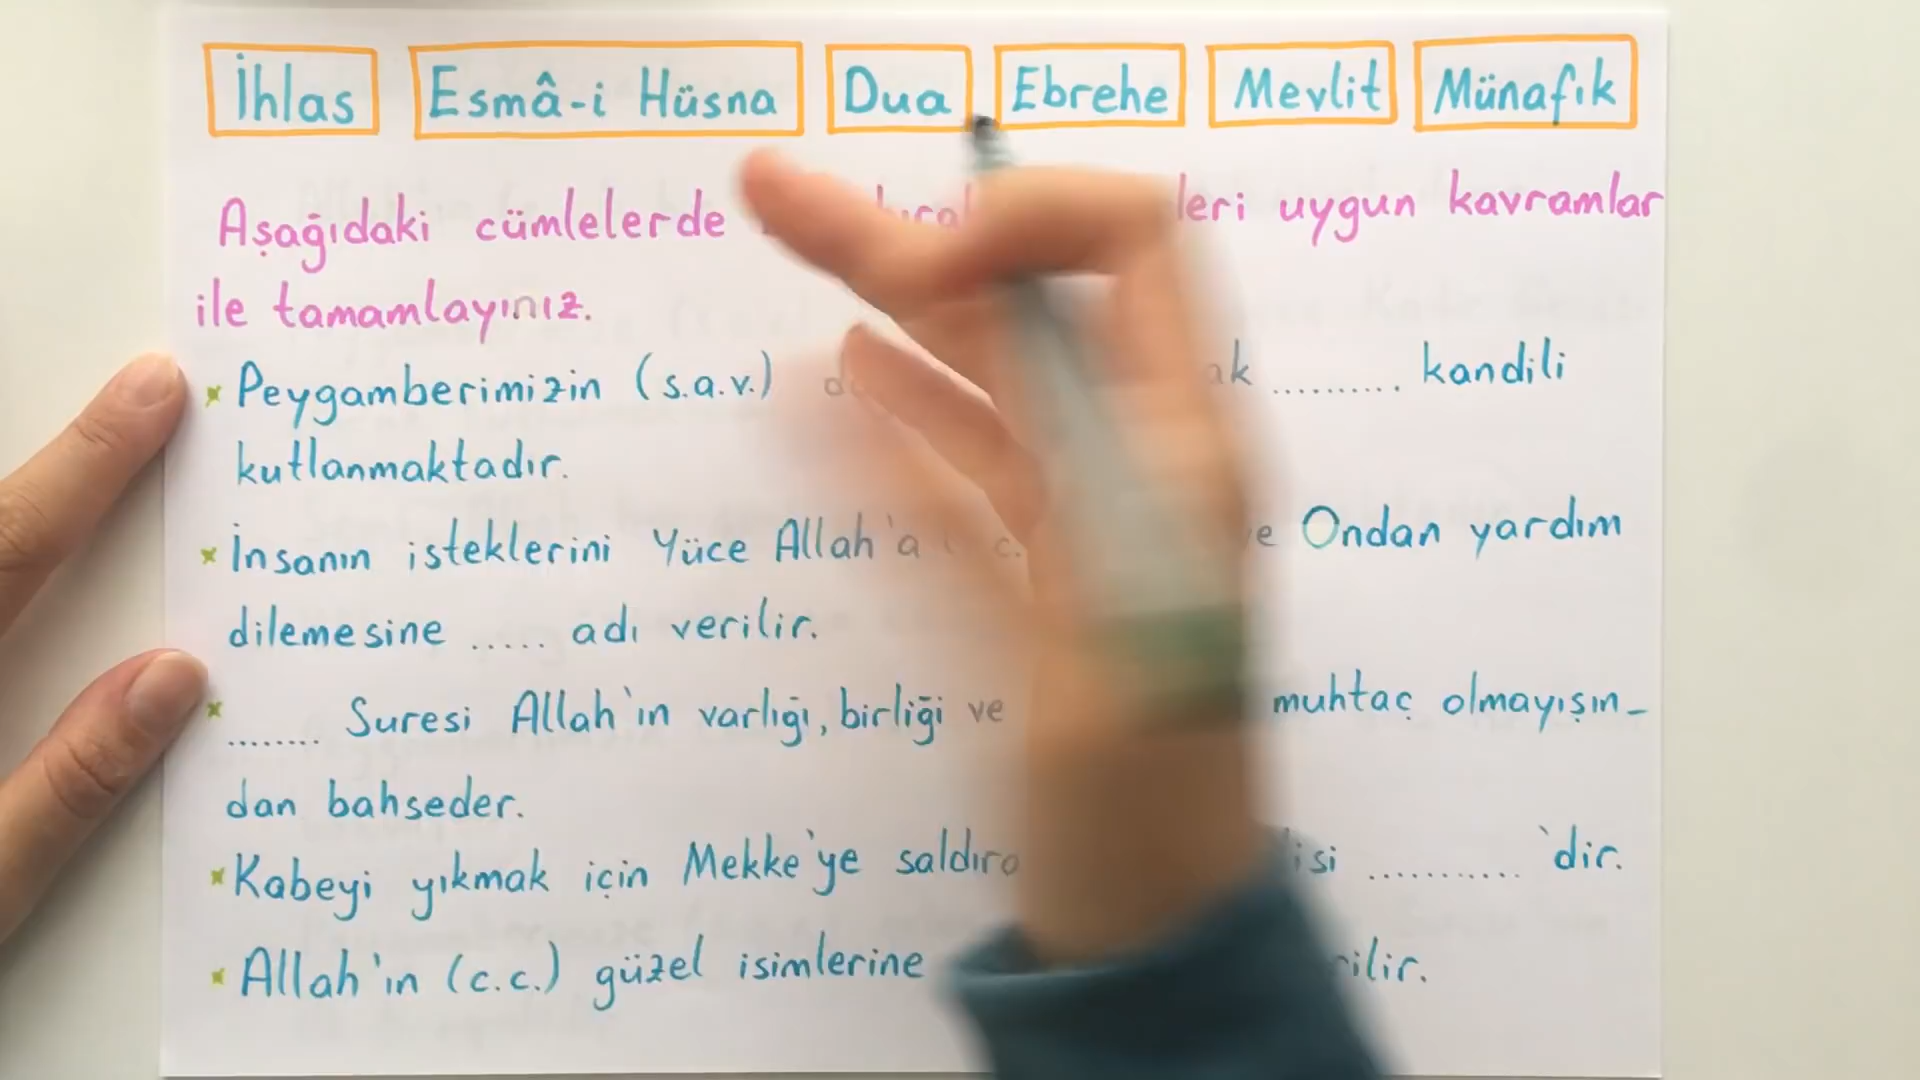 İhlas Esmâ-i Hüsna Dua Ebrehe Mevlit Münafık
Aşağıdaki cümlelerde uygun kavramlar
ile tamamlayınız.
Peygamberimizin (s.a.v.) .......... kandili
kutlanmaktadır.
İnsanın isteklerini Yüce Allah'a Ondan yardım
dilemesine ..... adı verilir.
........ Suresi Allah'ın varlığı, birliği ve muhtaç olmayışın-
dan bahseder.
Kabeyi yıkmak için Mekke'ye ........... 'dir.
Allah'ın (c.c.) güzel isimlerine